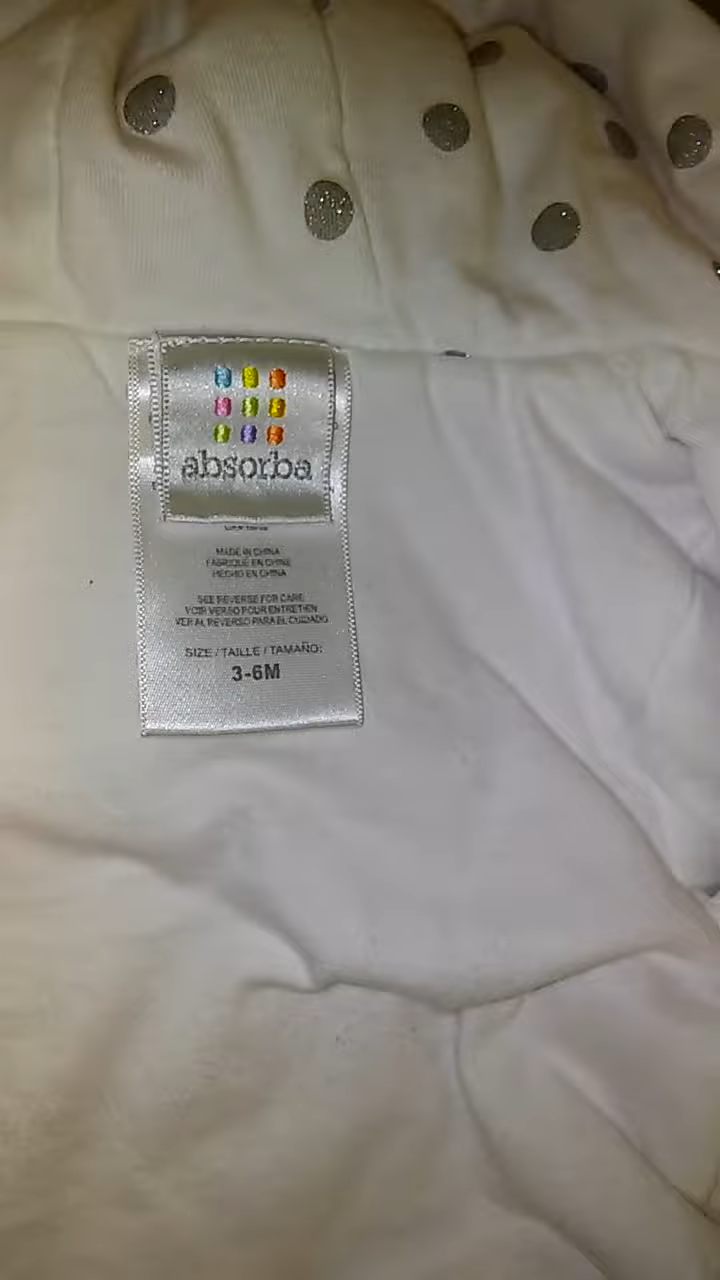 absorba
MADE IN CHINA
FABRIQUÉ EN CHINE
HECHO EN CHINA
SEE REVERSE FOR CARE
VOIR VERSO POUR ENTRETIEN
VER AL REVERSO PARA EL CUIDADO
SIZE / TAILLE / TAMAÑO:
3-6M